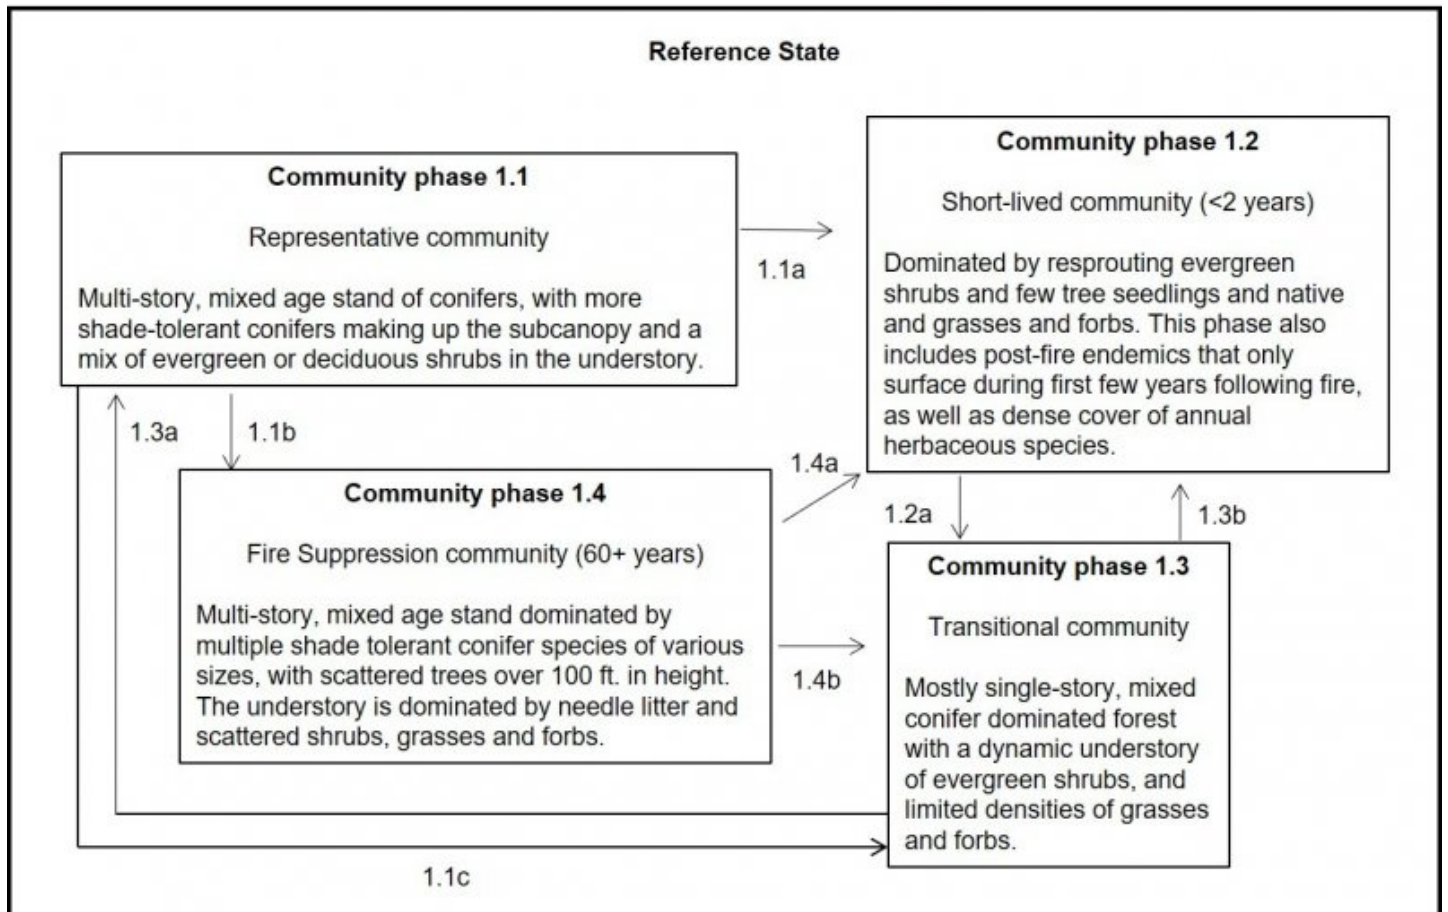 Reference State
Community phase 1.1
Representative community
Multi-story, mixed age stand of conifers, with more
shade-tolerant conifers making up the subcanopy and a
mix of evergreen or deciduous shrubs in the understory.
1.1a
Community phase 1.2
Short-lived community (<2 years)
Dominated by resprouting evergreen
shrubs and few tree seedlings and native
and grasses and forbs. This phase also
includes post-fire endemics that only
surface during first few years following fire,
as well as dense cover of annual
herbaceous species.
1.3a
1.1b
Community phase 1.4
Fire Suppression community (60+ years)
Multi-story, mixed age stand dominated by
multiple shade tolerant conifer species of various
sizes, with scattered trees over 100 ft. in height.
The understory is dominated by needle litter and
scattered shrubs, grasses and forbs.
1.4a
1.4b
1.2a
1.3b
Community phase 1.3
Transitional community
Mostly single-story, mixed
conifer dominated forest
with a dynamic understory
of evergreen shrubs, and
limited densities of grasses
and forbs.
1.1c